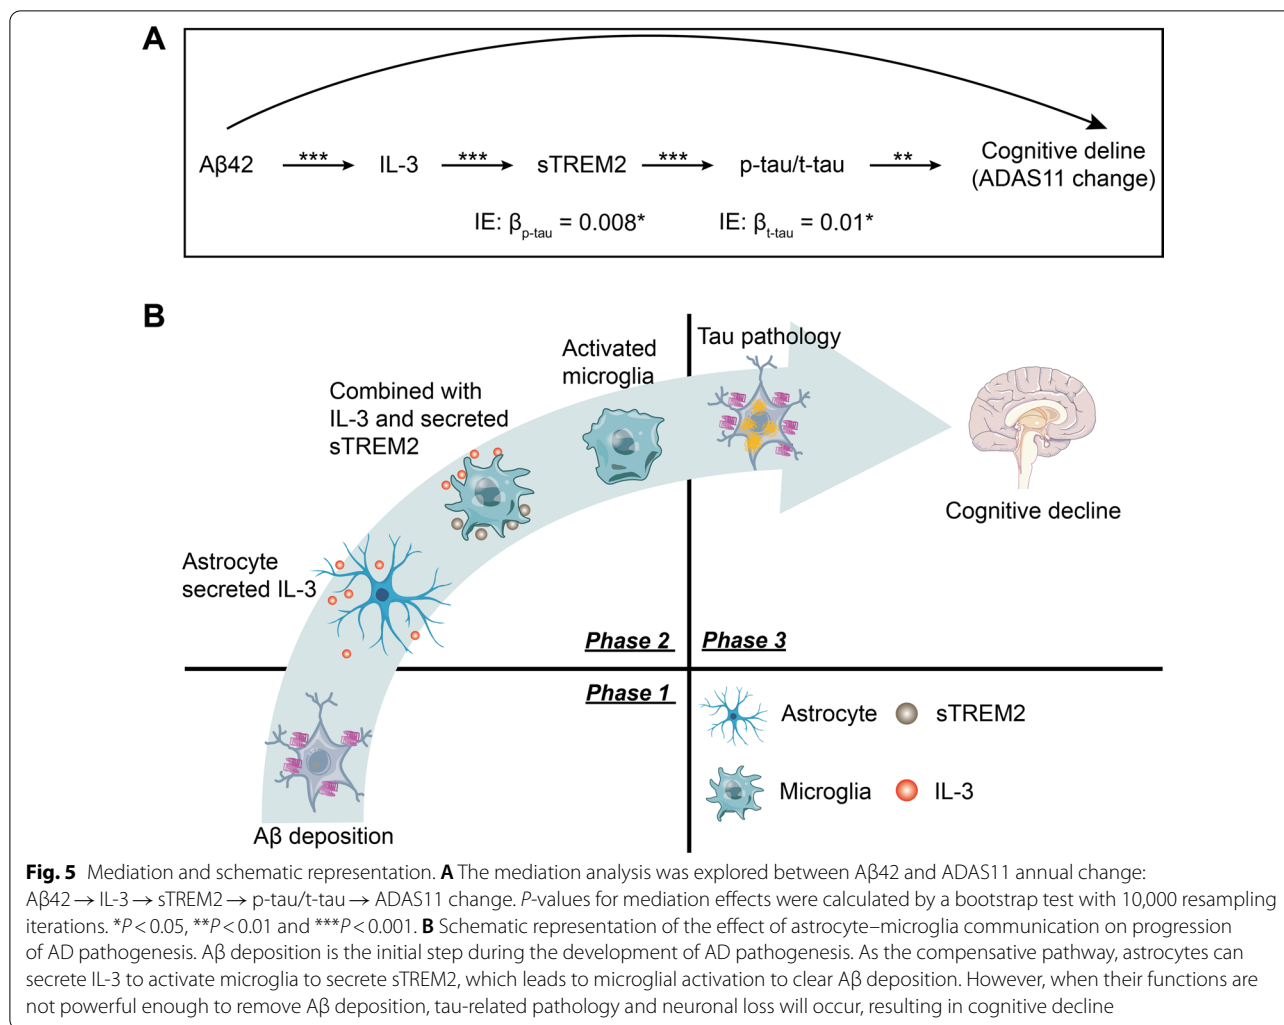 A
Aβ42 *** IL-3 *** sTREM2 *** p-tau/t-tau ** Cognitive deline
(ADAS11 change)
IE: βp-tau = 0.008* IE: βt-tau = 0.01*
B
Tau pathology
Activated
microglia
Combined with
IL-3 and secreted
sTREM2
Cognitive decline
Astrocyte
secreted IL-3
Phase 2 Phase 3
Phase 1
Astrocyte sTREM2
Microglia IL-3
Aβ deposition
Fig. 5 Mediation and schematic representation. A The mediation analysis was explored between Aβ42 and ADAS11 annual change:
Aβ42 → IL-3 → sTREM2 → p-tau/t-tau → ADAS11 change. P-values for mediation effects were calculated by a bootstrap test with 10,000 resampling
iterations. *P < 0.05, **P < 0.01 and ***P < 0.001. B Schematic representation of the effect of astrocyte–microglia communication on progression
of AD pathogenesis. Aβ deposition is the initial step during the development of AD pathogenesis. As the compensative pathway, astrocytes can
secrete IL-3 to activate microglia to secrete sTREM2, which leads to microglial activation to clear Aβ deposition. However, when their functions are
not powerful enough to remove Aβ deposition, tau-related pathology and neuronal loss will occur, resulting in cognitive decline